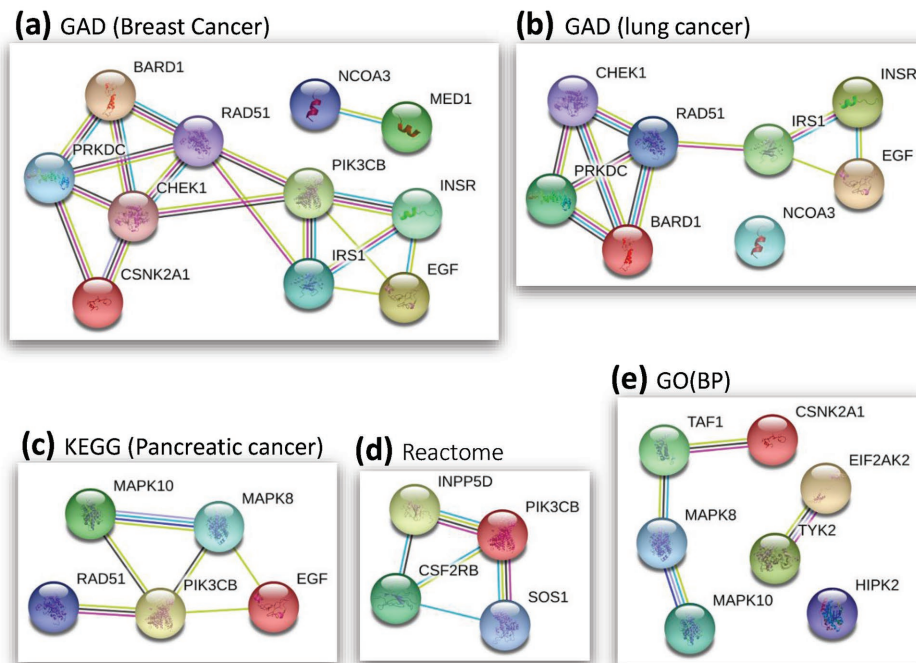 (a) GAD (Breast Cancer)
BARD1
NCOA3
MED1
RAD51
PRKDC
PIK3CB
CHEK1
INSR
IRS1
CSNK2A1
EGF
(b) GAD (lung cancer)
CHEK1
INSR
RAD51
IRS1
PRKDC
EGF
BARD1
NCOA3
(c) KEGG (Pancreatic cancer)
MAPK10
MAPK8
RAD51
PIK3CB
EGF
(d) Reactome
INPP5D
PIK3CB
CSF2RB
SOS1
(e) GO(BP)
TAF1
CSNK2A1
EIF2AK2
MAPK8
TYK2
MAPK10
HIPK2